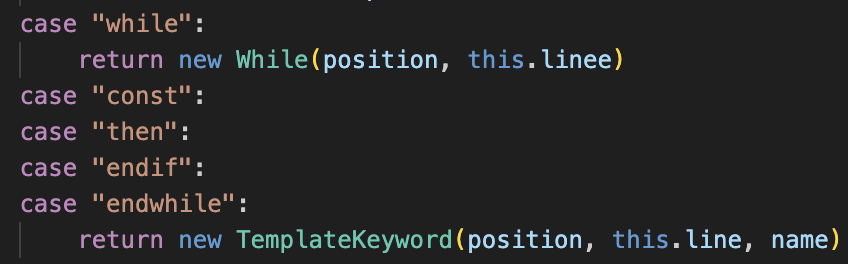 case "while":
return new While(position, this.linee)
case "const":
case "then":
case "endif":
case "endwhile":
return new TemplateKeyword(position, this.line, name)